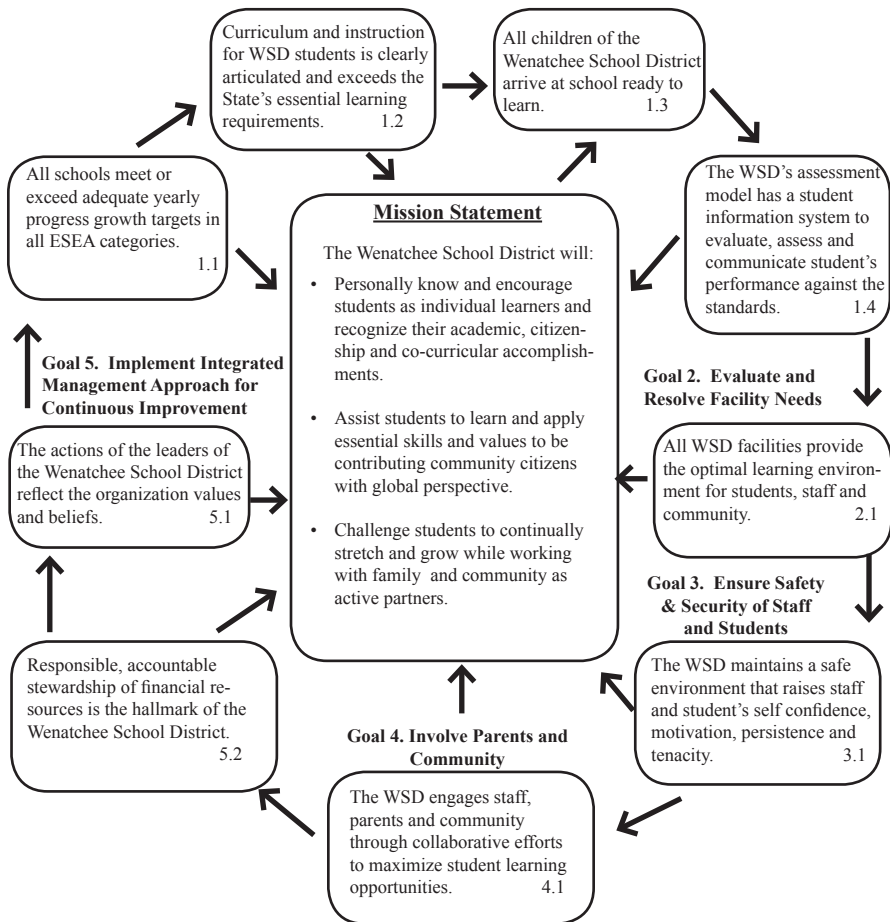 Curriculum and instruction
for WSD students is clearly
articulated and exceeds the
State's essential learning
requirements. 1.2
All children of the
Wenatchee School District
arrive at school ready to
learn. 1.3
All schools meet or
exceed adequate yearly
progress growth targets in
all ESEA categories.
1.1
The WSD's assessment
model has a student
information system to
evaluate, assess and
communicate student's
performance against the
standards. 1.4
Mission Statement
The Wenatchee School District will:
• Personally know and encourage
students as individual learners and
recognize their academic, citizen-
ship and co-curricular accomplish-
ments.
• Assist students to learn and apply
essential skills and values to be
contributing community citizens
with global perspective.
• Challenge students to continually
stretch and grow while working
with family and community as
active partners.
Goal 5. Implement Integrated
Management Approach for
Continuous Improvement
Goal 2. Evaluate and
Resolve Facility Needs
The actions of the leaders of
the Wenatchee School District
reflect the organization values
and beliefs. 5.1
All WSD facilities provide
the optimal learning environ-
ment for students, staff and
community. 2.1
Goal 3. Ensure Safety
& Security of Staff
and Students
Responsible, accountable
stewardship of financial re-
sources is the hallmark of the
Wenatchee School District.
5.2
The WSD maintains a safe
environment that raises staff
and student's self confidence,
motivation, persistence and
tenacity. 3.1
Goal 4. Involve Parents and
Community
The WSD engages staff,
parents and community
through collaborative efforts
to maximize student learning
opportunities. 4.1